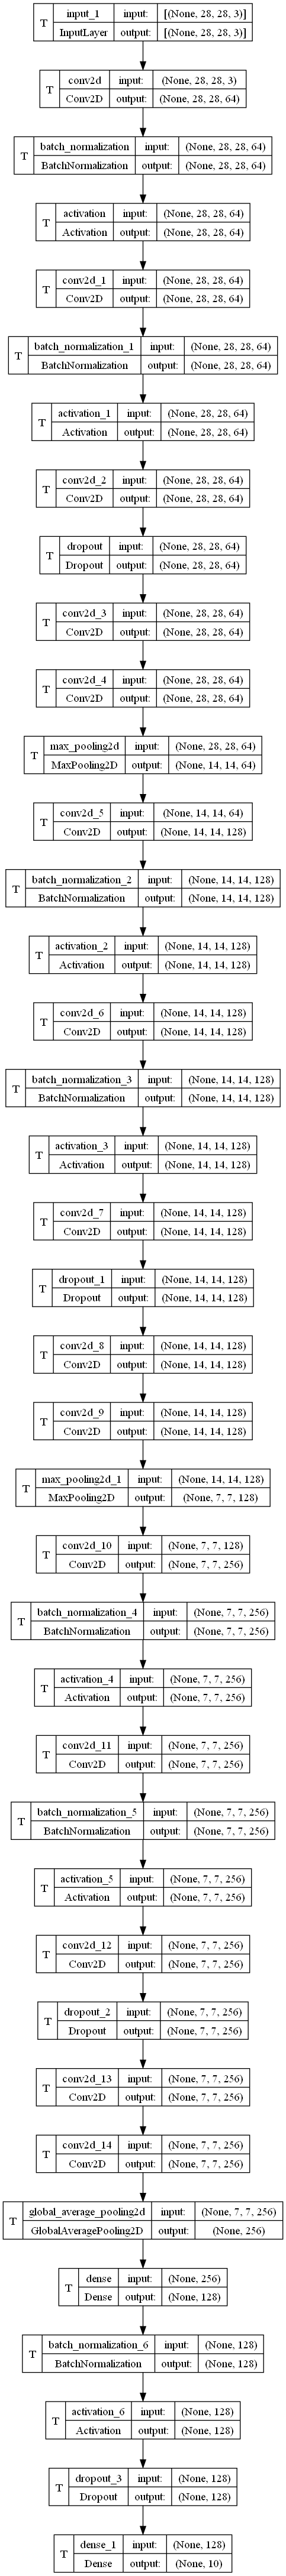 T input_1 input: [(None, 28, 28, 3)]
InputLayer output: [(None, 28, 28, 3)]
T conv2d input: (None, 28, 28, 3)
Conv2D output: (None, 28, 28, 64)
T batch_normalization input: (None, 28, 28, 64)
BatchNormalization output: (None, 28, 28, 64)
T activation input: (None, 28, 28, 64)
Activation output: (None, 28, 28, 64)
T conv2d_1 input: (None, 28, 28, 64)
Conv2D output: (None, 28, 28, 64)
T batch_normalization_1 input: (None, 28, 28, 64)
BatchNormalization output: (None, 28, 28, 64)
T activation_1 input: (None, 28, 28, 64)
Activation output: (None, 28, 28, 64)
T conv2d_2 input: (None, 28, 28, 64)
Conv2D output: (None, 28, 28, 64)
T dropout input: (None, 28, 28, 64)
Dropout output: (None, 28, 28, 64)
T conv2d_3 input: (None, 28, 28, 64)
Conv2D output: (None, 28, 28, 64)
T conv2d_4 input: (None, 28, 28, 64)
Conv2D output: (None, 28, 28, 64)
T max_pooling2d input: (None, 28, 28, 64)
MaxPooling2D output: (None, 14, 14, 64)
T conv2d_5 input: (None, 14, 14, 64)
Conv2D output: (None, 14, 14, 128)
T batch_normalization_2 input: (None, 14, 14, 128)
BatchNormalization output: (None, 14, 14, 128)
T activation_2 input: (None, 14, 14, 128)
Activation output: (None, 14, 14, 128)
T conv2d_6 input: (None, 14, 14, 128)
Conv2D output: (None, 14, 14, 128)
T batch_normalization_3 input: (None, 14, 14, 128)
BatchNormalization output: (None, 14, 14, 128)
T activation_3 input: (None, 14, 14, 128)
Activation output: (None, 14, 14, 128)
T conv2d_7 input: (None, 14, 14, 128)
Conv2D output: (None, 14, 14, 128)
T dropout_1 input: (None, 14, 14, 128)
Dropout output: (None, 14, 14, 128)
T conv2d_8 input: (None, 14, 14, 128)
Conv2D output: (None, 14, 14, 128)
T conv2d_9 input: (None, 14, 14, 128)
Conv2D output: (None, 14, 14, 128)
T max_pooling2d_1 input: (None, 14, 14, 128)
MaxPooling2D output: (None, 7, 7, 128)
T conv2d_10 input: (None, 7, 7, 128)
Conv2D output: (None, 7, 7, 256)
T batch_normalization_4 input: (None, 7, 7, 256)
BatchNormalization output: (None, 7, 7, 256)
T activation_4 input: (None, 7, 7, 256)
Activation output: (None, 7, 7, 256)
T conv2d_11 input: (None, 7, 7, 256)
Conv2D output: (None, 7, 7, 256)
T batch_normalization_5 input: (None, 7, 7, 256)
BatchNormalization output: (None, 7, 7, 256)
T activation_5 input: (None, 7, 7, 256)
Activation output: (None, 7, 7, 256)
T conv2d_12 input: (None, 7, 7, 256)
Conv2D output: (None, 7, 7, 256)
T dropout_2 input: (None, 7, 7, 256)
Dropout output: (None, 7, 7, 256)
T conv2d_13 input: (None, 7, 7, 256)
Conv2D output: (None, 7, 7, 256)
T conv2d_14 input: (None, 7, 7, 256)
Conv2D output: (None, 7, 7, 256)
T global_average_pooling2d input: (None, 7, 7, 256)
GlobalAveragePooling2D output: (None, 256)
T dense input: (None, 256)
Dense output: (None, 128)
T batch_normalization_6 input: (None, 128)
BatchNormalization output: (None, 128)
T activation_6 input: (None, 128)
Activation output: (None, 128)
T dropout_3 input: (None, 128)
Dropout output: (None, 128)
T dense_1 input: (None, 128)
Dense output: (None, 10)